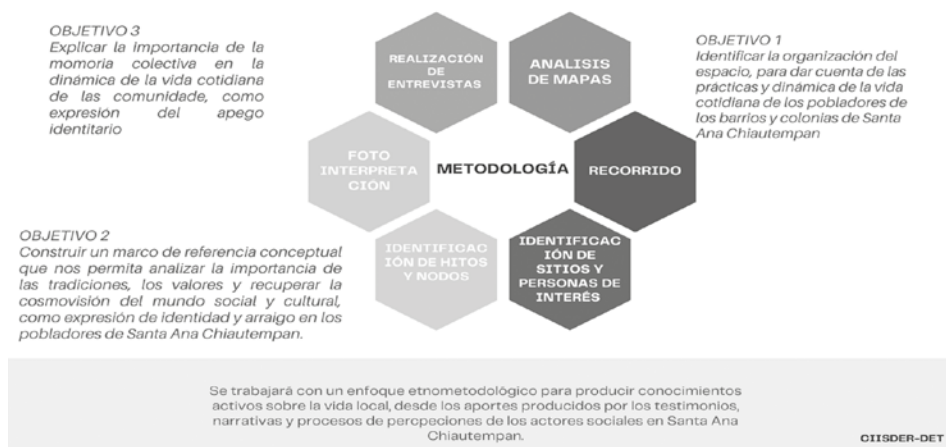 OBJETIVO 3
Explicar la importancia de la
momoria colectiva en la
dinámica de la vida cotidiana
de las comunidade, como
expresión del apego
identitario
REALIZACIÓN
DE
ENTREVISTAS
ANALISIS
DE MAPAS
OBJETIVO 1
Identificar la organización del
espacio, para dar cuenta de las
prácticas y dinámica de la vida
cotidiana de los pobladores de
los barrios y colonias de Santa
Ana Chiautempan
FOTO
INTERPRETA
CIÓN
METODOLOGÍA
RECORRIDO
OBJETIVO 2
Construir un marco de referencia conceptual
que nos permita analizar la importancia de
las tradiciones, los valores y recuperar la
cosmovisión del mundo social y cultural,
como expresión de identidad y arraigo en los
pobladores de Santa Ana Chiautempan.
IDENTIFICAC
IÓN DE HITOS
Y NODOS
IDENTIFICAC
IÓN DE
SITIOS Y
PERSONAS DE
INTERÉS
Se trabajará con un enfoque etnometodológico para producir conocimientos
activos sobre la vida local, desde los aportes producidos por los testimonios,
narrativas y procesos de percpeciones de los actores sociales en Santa Ana
Chiautempan.
CIISDER-DET